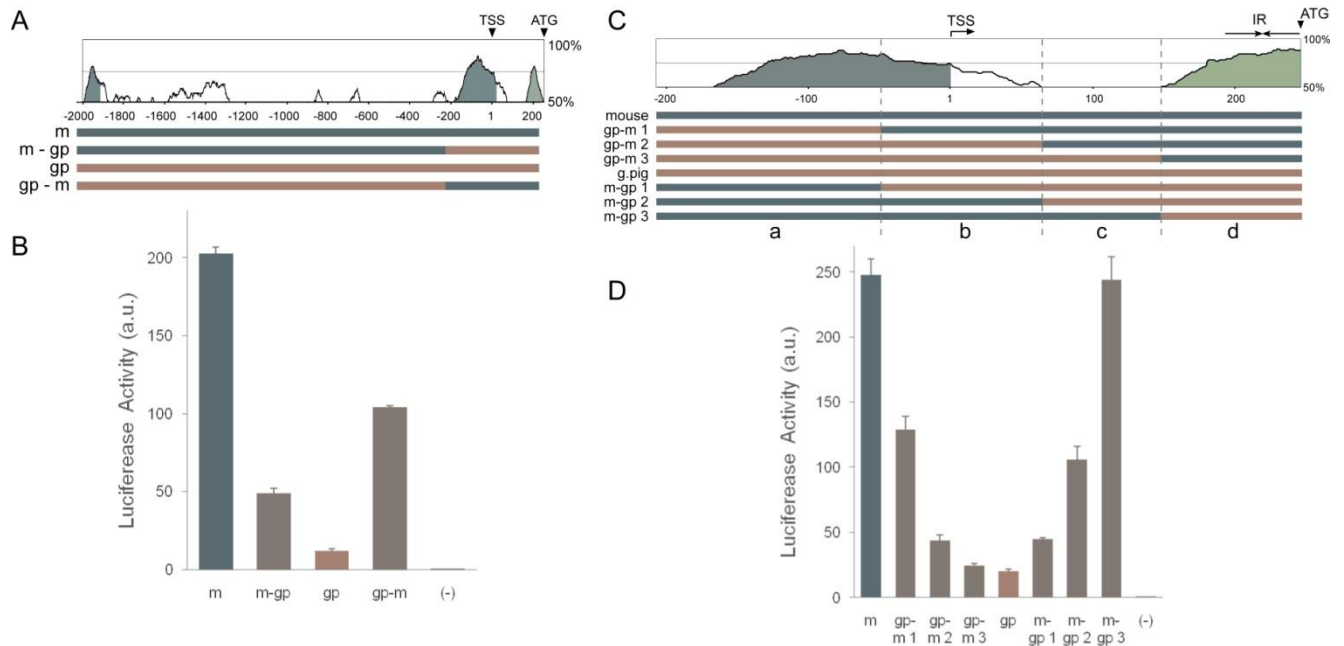 A
TSS
ATG
100%
50%
-2000 -1800 -1600 -1400 -1200 -1000 -800 -600 -400 -200 1 200
m
m - gp
gp
gp - m
B
Luciferease Activity (a.u.)
200
150
100
50
0
m m-gp gp gp-m (-)
C
TSS
IR
ATG
100%
50%
-200 -100 1 100 200
mouse
gp-m 1
gp-m 2
gp-m 3
g.pig
m-gp 1
m-gp 2
m-gp 3
a b c d
D
Luciferease Activity (a.u.)
250
200
150
100
50
0
m gp-m 1 gp-m 2 gp-m 3 gp m-gp 1 m-gp 2 m-gp 3 (-)